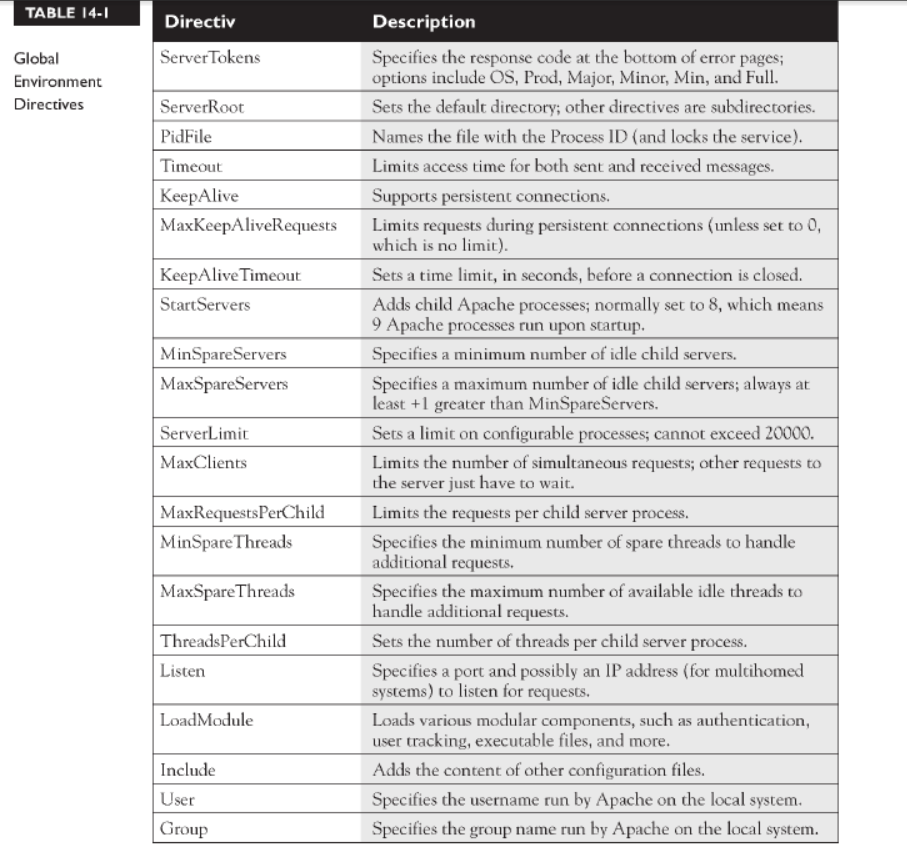 TABLE 14-1
Global
Environment
Directives
Directiv Description
ServerTokens Specifies the response code at the bottom of error pages;
options include OS, Prod, Major, Minor, Min, and Full.
ServerRoot Sets the default directory; other directives are subdirectories.
PidFile Names the file with the Process ID (and locks the service).
Timeout Limits access time for both sent and received messages.
KeepAlive Supports persistent connections.
MaxKeepAliveRequests Limits requests during persistent connections (unless set to 0,
which is no limit).
KeepAliveTimeout Sets a time limit, in seconds, before a connection is closed.
StartServers Adds child Apache processes; normally set to 8, which means
9 Apache processes run upon startup.
MinSpareServers Specifies a minimum number of idle child servers.
MaxSpareServers Specifies a maximum number of idle child servers; always at
least +1 greater than MinSpareServers.
ServerLimit Sets a limit on configurable processes; cannot exceed 20000.
MaxClients Limits the number of simultaneous requests; other requests to
the server just have to wait.
MaxRequestsPerChild Limits the requests per child server process.
MinSpareThreads Specifies the minimum number of spare threads to handle
additional requests.
MaxSpareThreads Specifies the maximum number of available idle threads to
handle additional requests.
ThreadsPerChild Sets the number of threads per child server process.
Listen Specifies a port and possibly an IP address (for multihomed
systems) to listen for requests.
LoadModule Loads various modular components, such as authentication,
user tracking, executable files, and more.
Include Adds the content of other configuration files.
User Specifies the username run by Apache on the local system.
Group Specifies the group name run by Apache on the local system.